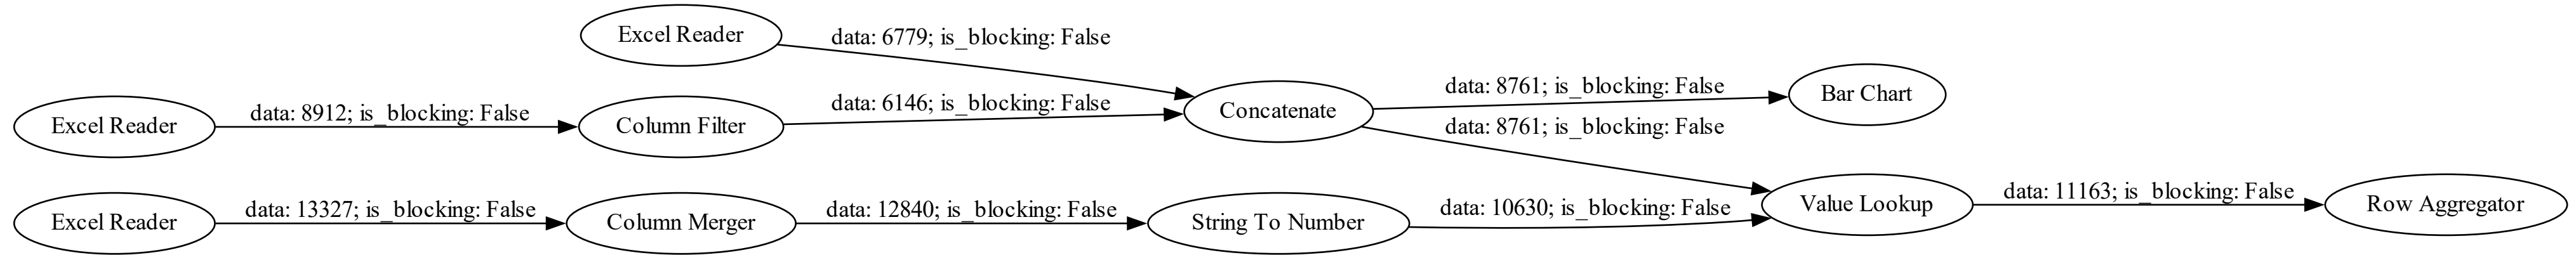 Excel Reader
data: 6779; is_blocking: False
Excel Reader
data: 8912; is_blocking: False
Column Filter
data: 6146; is_blocking: False
Concatenate
data: 8761; is_blocking: False
Bar Chart
data: 8761; is_blocking: False
Excel Reader
data: 13327; is_blocking: False
Column Merger
data: 12840; is_blocking: False
String To Number
data: 10630; is_blocking: False
Value Lookup
data: 11163; is_blocking: False
Row Aggregator